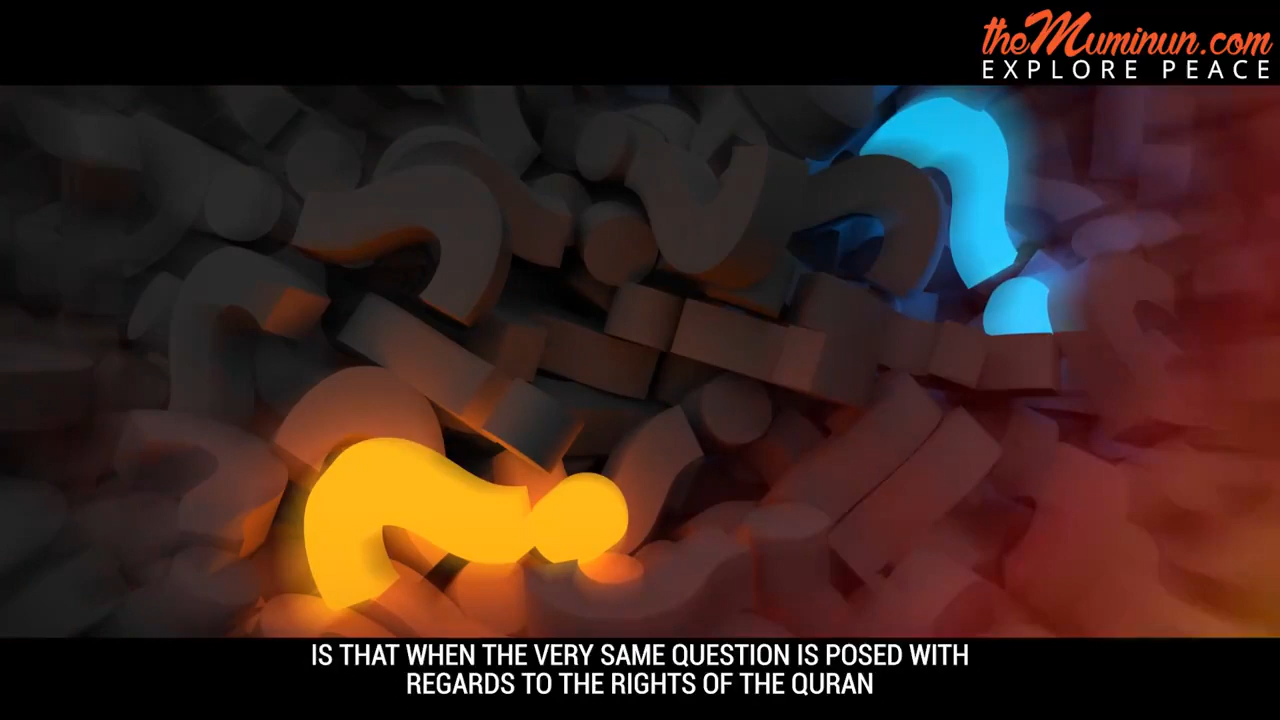 theMuminun.com
EXPLORE PEACE
IS THAT WHEN THE VERY SAME QUESTION IS POSED WITH
REGARDS TO THE RIGHTS OF THE QURAN